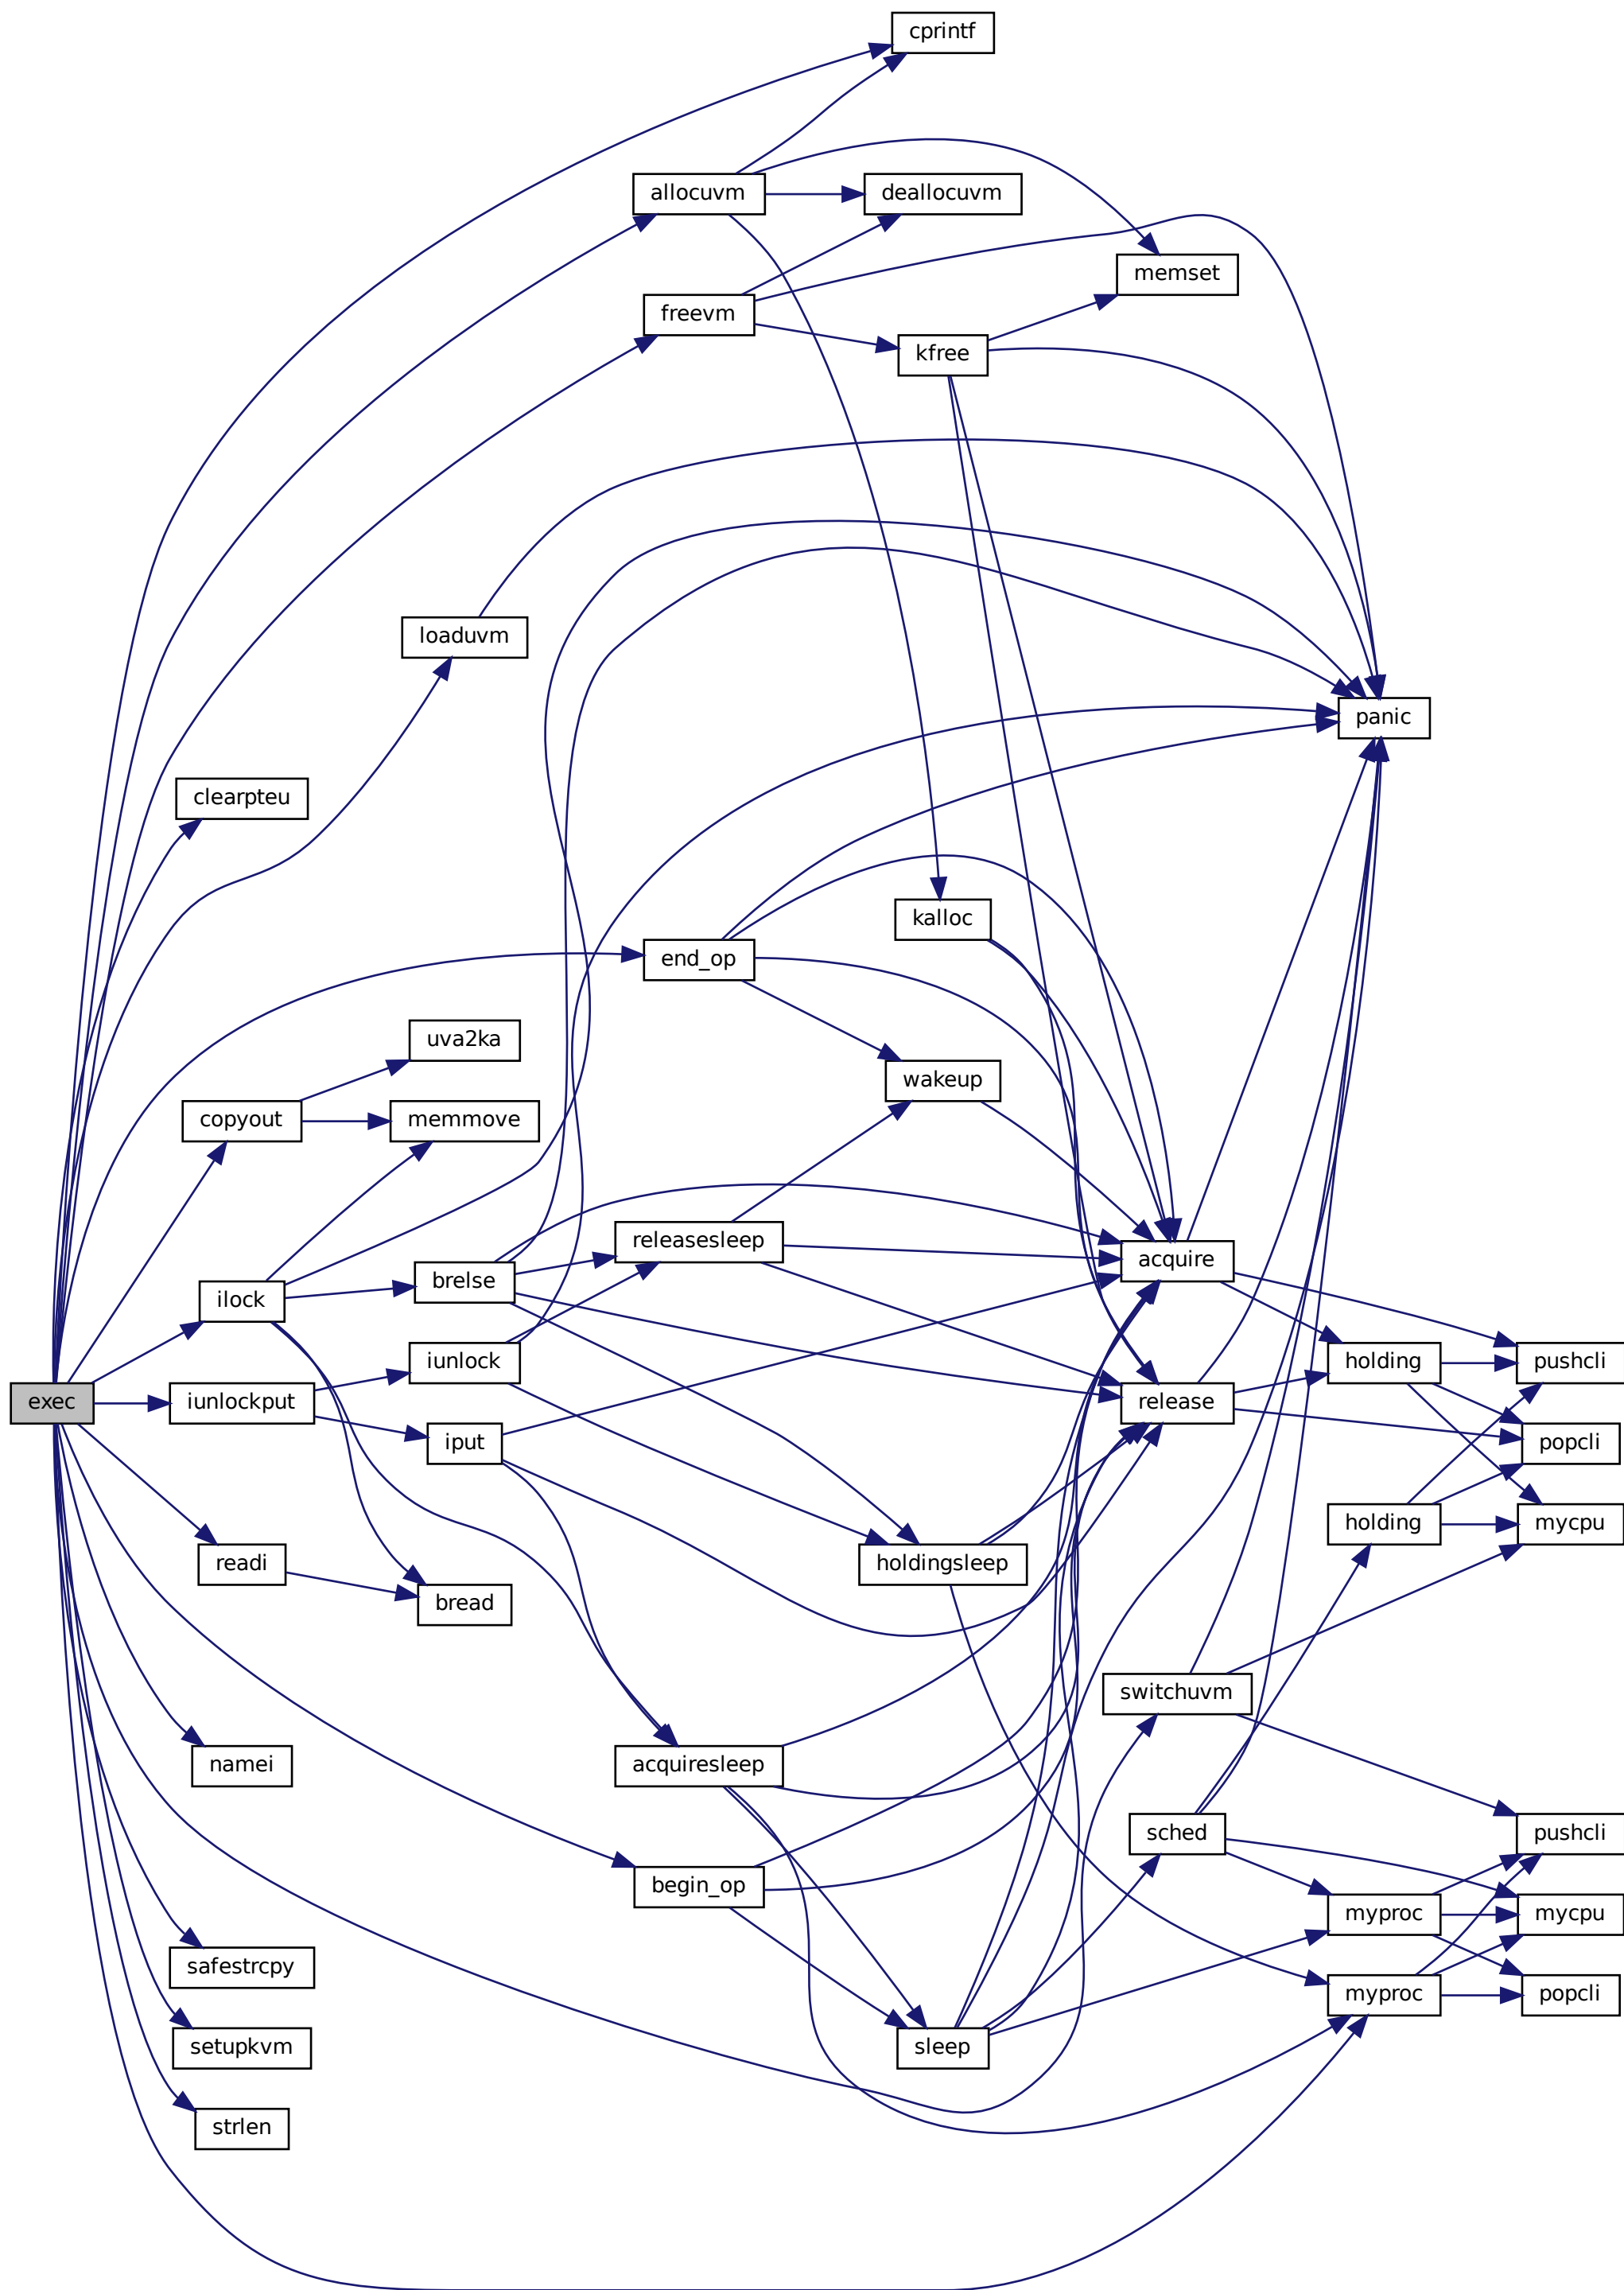 cprintf
allocuvm
deallocuvm
memset
freevm
kfree
loaduvm
panic
clearpteu
kalloc
end_op
uva2ka
wakeup
copyout
memmove
releasesleep
acquire
brelse
ilock
iunlock
holding
pushcli
exec
iunlockput
release
iput
popcli
holding
mycpu
readi
holdingsleep
bread
switchuvm
namei
acquiresleep
sched
pushcli
begin_op
myproc
mycpu
safestrcpy
myproc
popcli
setupkvm
sleep
strlen